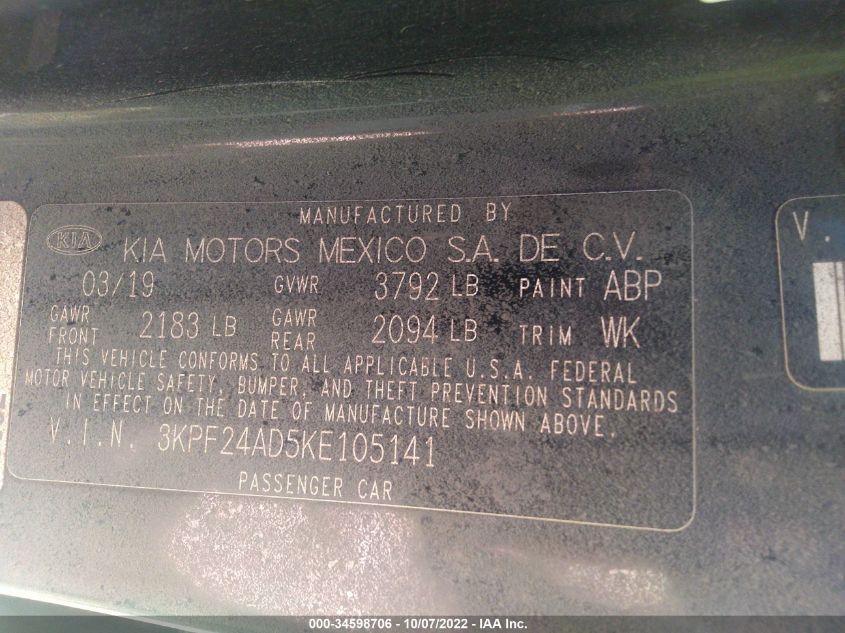 MANUFACTURED BY
KIA KIA MOTORS MEXICO S.A. DE C.V.
03/19 GVWR 3792 LB PAINT ABP
GAWR FRONT 2183 LB GAWR REAR 2094 LB TRIM WK
THIS VEHICLE CONFORMS TO ALL APPLICABLE U.S.A. FEDERAL
MOTOR VEHICLE SAFETY, BUMPER, AND THEFT PREVENTION STANDARDS
IN EFFECT ON THE DATE OF MANUFACTURE SHOWN ABOVE.
V.I.N. 3KPF24AD5KE105141
PASSENGER CAR
V.
000-34598706 - 10/07/2022 - IAA Inc.